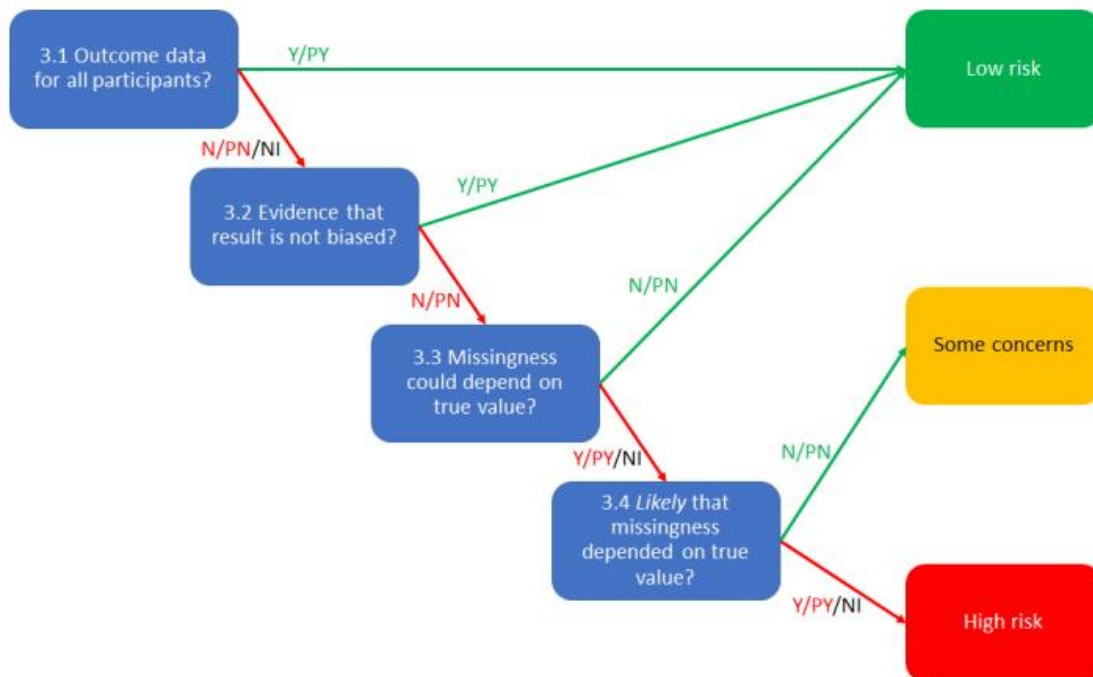 3.1 Outcome data
for all participants?
Y/PY
Low risk
N/PN/NI
3.2 Evidence that
result is not biased?
Y/PY
N/PN
3.3 Missingness
could depend on
true value?
N/PN
Some concerns
Y/PY/NI
3.4 Likely that
missingness
depended on true
value?
N/PN
Y/PY/NI
High risk